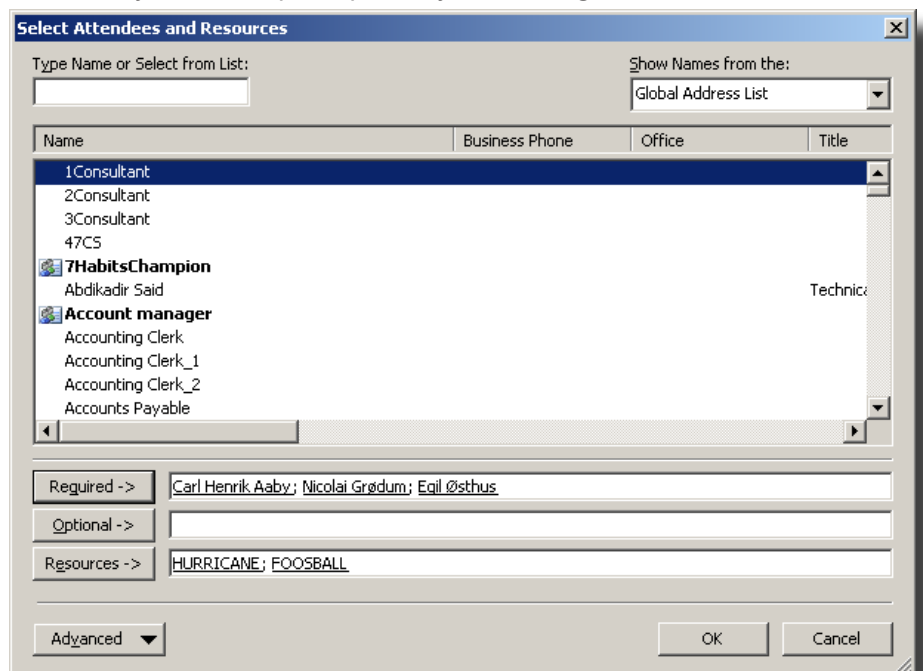 Select Attendees and Resources
Type Name or Select from List:
Show Names from the:
Global Address List
Name Business Phone Office Title
1Consultant
2Consultant
3Consultant
47CS
7HabitsChampion
Abdikadir Said Technica
Account manager
Accounting Clerk
Accounting Clerk_1
Accounting Clerk_2
Accounts Payable
Required -> Carl Henrik Aaby; Nicolai Grødum; Egil Østhus
Optional ->
Resources -> HURRICANE; FOOSBALL
Advanced OK Cancel